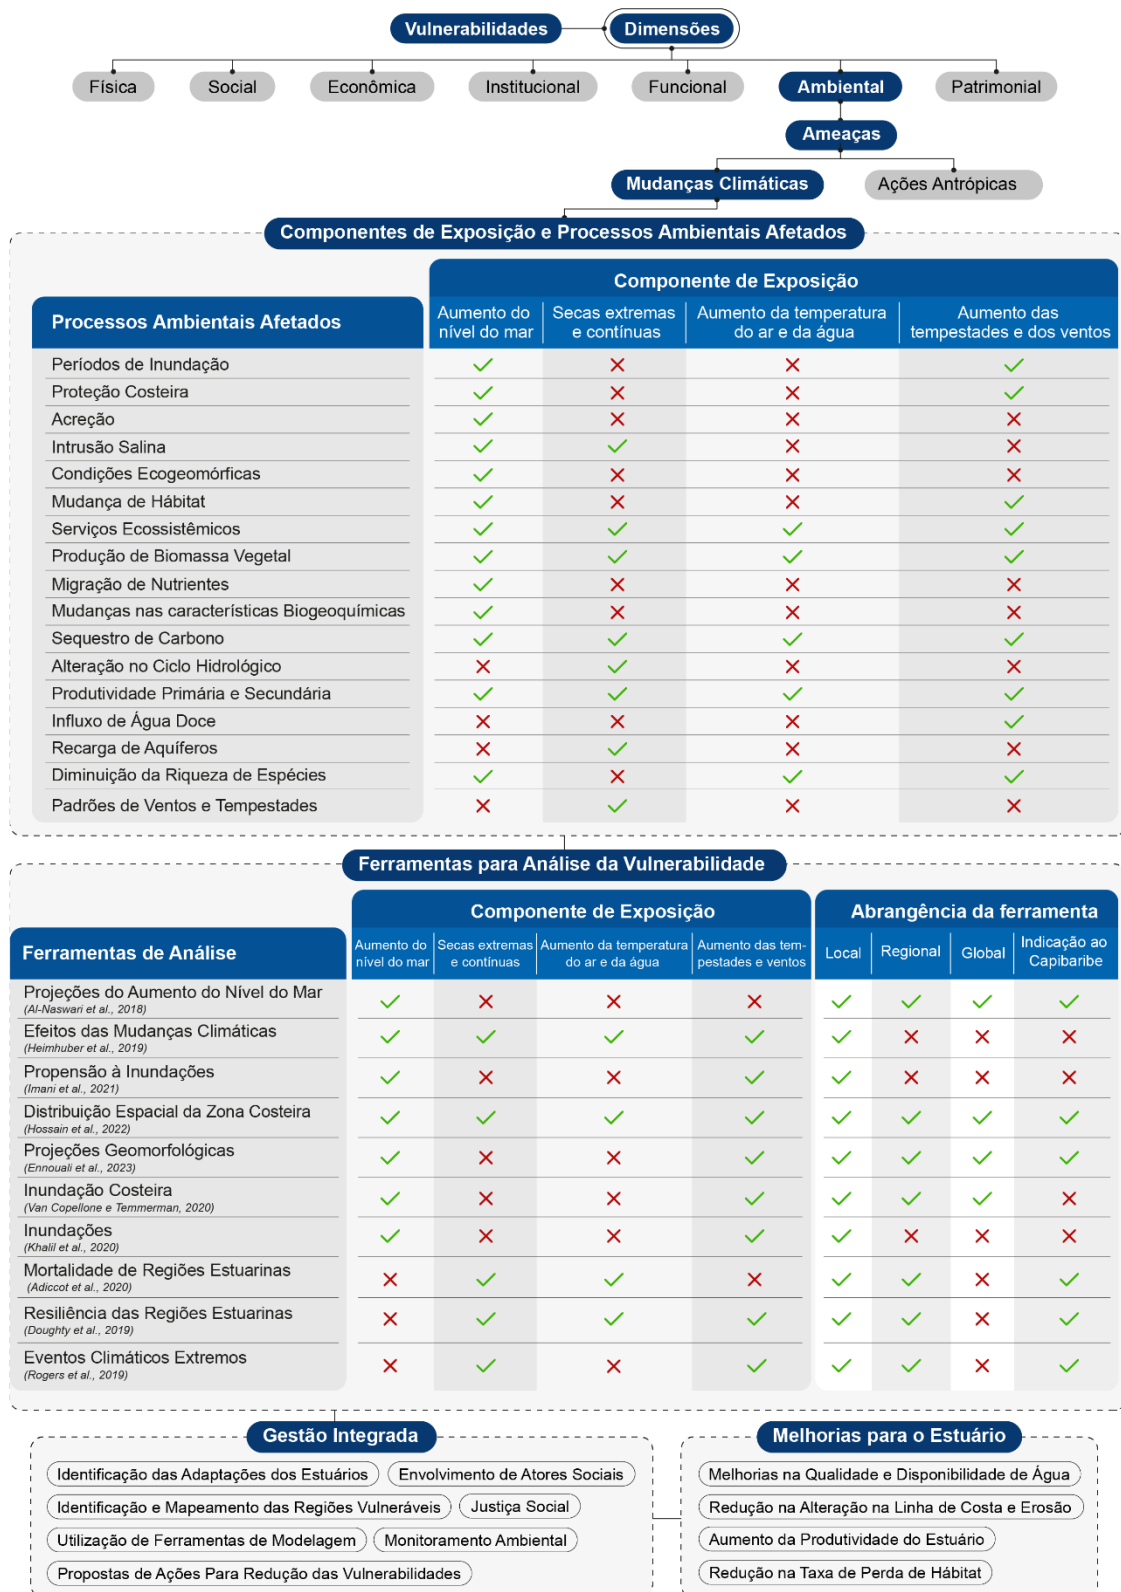 Vulnerabilidades
Dimensões
Física
Social
Econômica
Institucional
Funcional
Ambiental
Patrimonial
Ameaças
Mudanças Climáticas
Ações Antrópicas
Componentes de Exposição e Processos Ambientais Afetados
Componente de Exposição
Processos Ambientais Afetados
Aumento do
nível do mar
Secas extremas
e contínuas
Aumento da temperatura
do ar e da água
Aumento das
tempestades e dos ventos
Períodos de Inundação
Proteção Costeira
Acreção
Intrusão Salina
Condições Ecogeomórficas
Mudança de Hábitat
Serviços Ecossistêmicos
Produção de Biomassa Vegetal
Migração de Nutrientes
Mudanças nas características Biogeoquímicas
Sequestro de Carbono
Alteração no Ciclo Hidrológico
Produtividade Primária e Secundária
Influxo de Água Doce
Recarga de Aquíferos
Diminuição da Riqueza de Espécies
Padrões de Ventos e Tempestades
Ferramentas para Análise da Vulnerabilidade
Componente de Exposição
Abrangência da ferramenta
Ferramentas de Análise
Aumento do
nível do mar
Secas extremas
e contínuas
Aumento da temperatura
do ar e da água
Aumento das tem-
pestades e ventos
Local
Regional
Global
Indicação ao
Capibaribe
Projeções do Aumento do Nível do Mar
(Al-Naswari et al., 2018)
Efeitos das Mudanças Climáticas
(Heimhuber et al., 2019)
Propensão à Inundações
(Imani et al., 2021)
Distribuição Espacial da Zona Costeira
(Hossain et al., 2022)
Projeções Geomorfológicas
(Ennouali et al., 2023)
Inundação Costeira
(Van Copellone e Temmerman, 2020)
Inundações
(Khalil et al., 2020)
Mortalidade de Regiões Estuarinas
(Adiccot et al., 2020)
Resiliência das Regiões Estuarinas
(Doughty et al., 2019)
Eventos Climáticos Extremos
(Rogers et al., 2019)
Gestão Integrada
Identificação das Adaptações dos Estuários
Envolvimento de Atores Sociais
Identificação e Mapeamento das Regiões Vulneráveis
Justiça Social
Utilização de Ferramentas de Modelagem
Monitoramento Ambiental
Propostas de Ações Para Redução das Vulnerabilidades
Melhorias para o Estuário
Melhorias na Qualidade e Disponibilidade de Água
Redução na Alteração na Linha de Costa e Erosão
Aumento da Produtividade do Estuário
Redução na Taxa de Perda de Hábitat